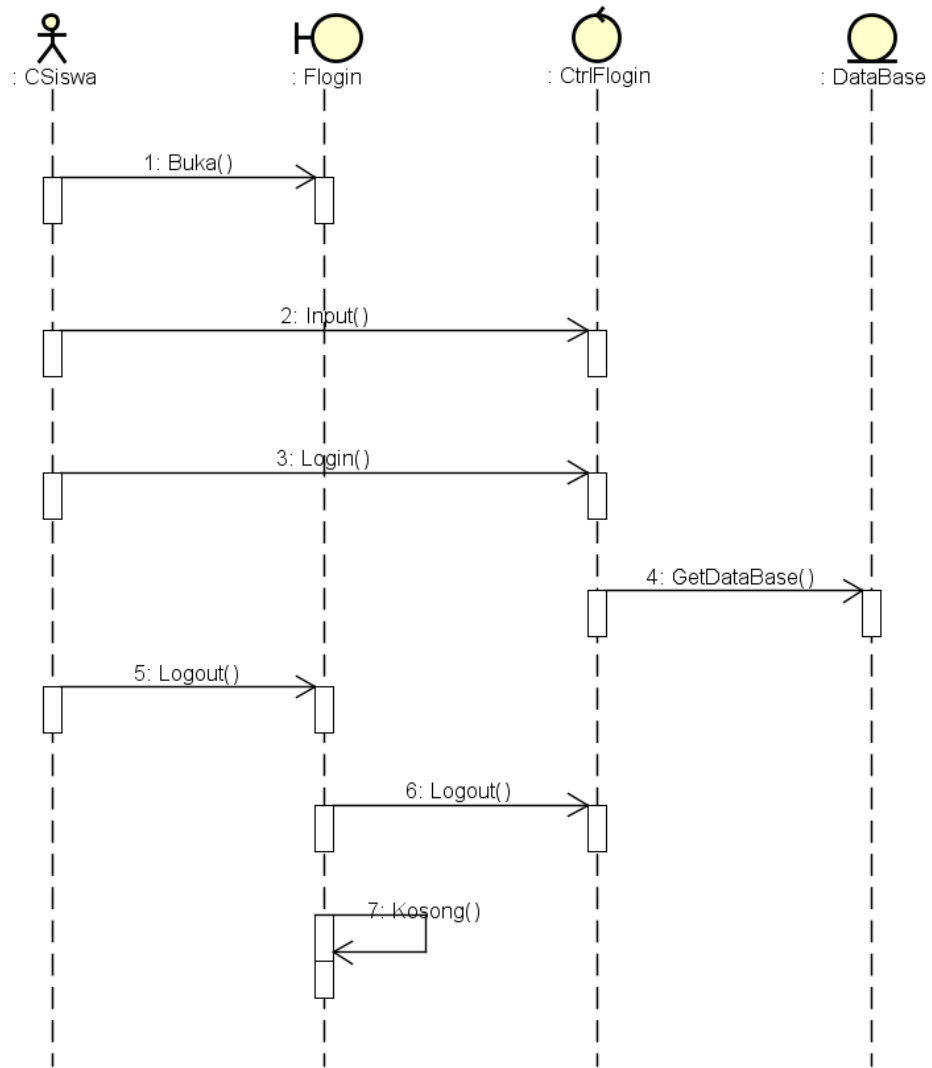 : CSiswa
: Flogin
: CtrlFlogin
: DataBase
1: Buka()
2: Input()
3: Login()
4: GetDataBase()
5: Logout()
6: Logout()
7: Kosong()